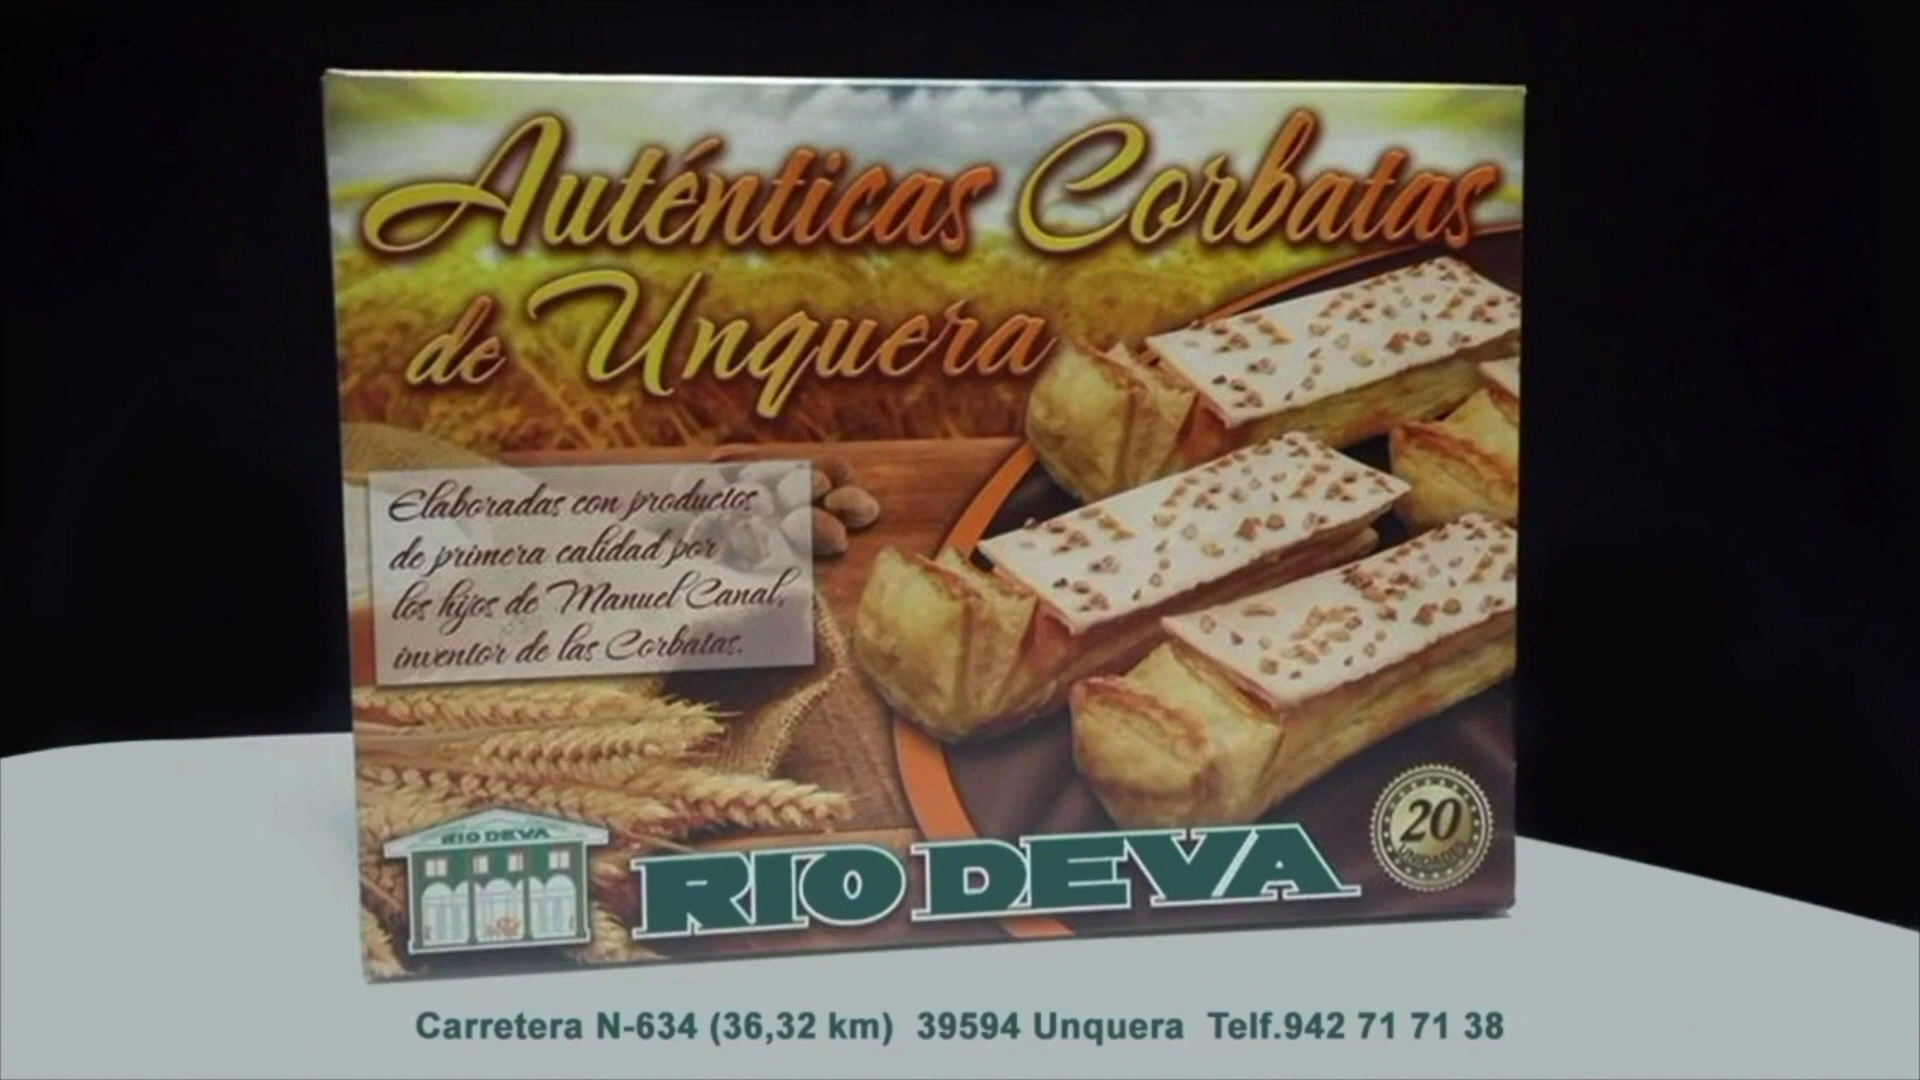 Auténticas Corbatas
de Unquera
Elaboradas con productos
de primera calidad por
los hijos de Manuel Canal,
inventor de las Corbatas.
RIO DEVA
RIO DEVA
20
UNIDADES
Carretera N-634 (36,32 km) 39594 Unquera Telf.942 71 71 38